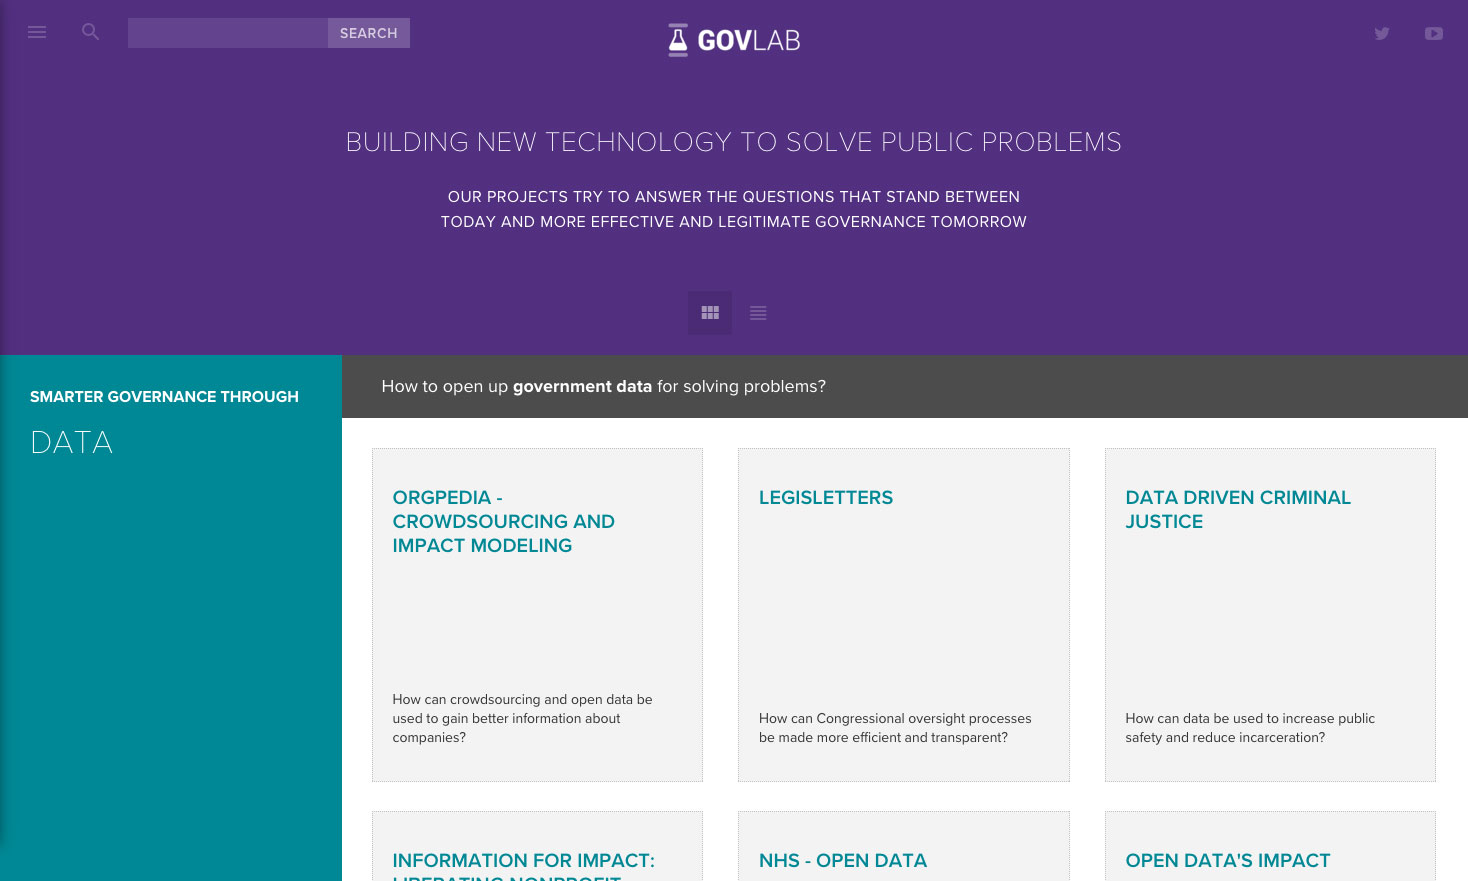 SEARCH
GOVLAB
BUILDING NEW TECHNOLOGY TO SOLVE PUBLIC PROBLEMS
OUR PROJECTS TRY TO ANSWER THE QUESTIONS THAT STAND BETWEEN
TODAY AND MORE EFFECTIVE AND LEGITIMATE GOVERNANCE TOMORROW
SMARTER GOVERNANCE THROUGH
DATA
How to open up government data for solving problems?
ORGPEDIA -
CROWDSOURCING AND
IMPACT MODELING
How can crowdsourcing and open data be
used to gain better information about
companies?
LEGISLETTERS
How can Congressional oversight processes
be made more efficient and transparent?
DATA DRIVEN CRIMINAL
JUSTICE
How can data be used to increase public
safety and reduce incarceration?
INFORMATION FOR IMPACT:
LIBERATING NONPROFIT
NHS - OPEN DATA
OPEN DATA'S IMPACT